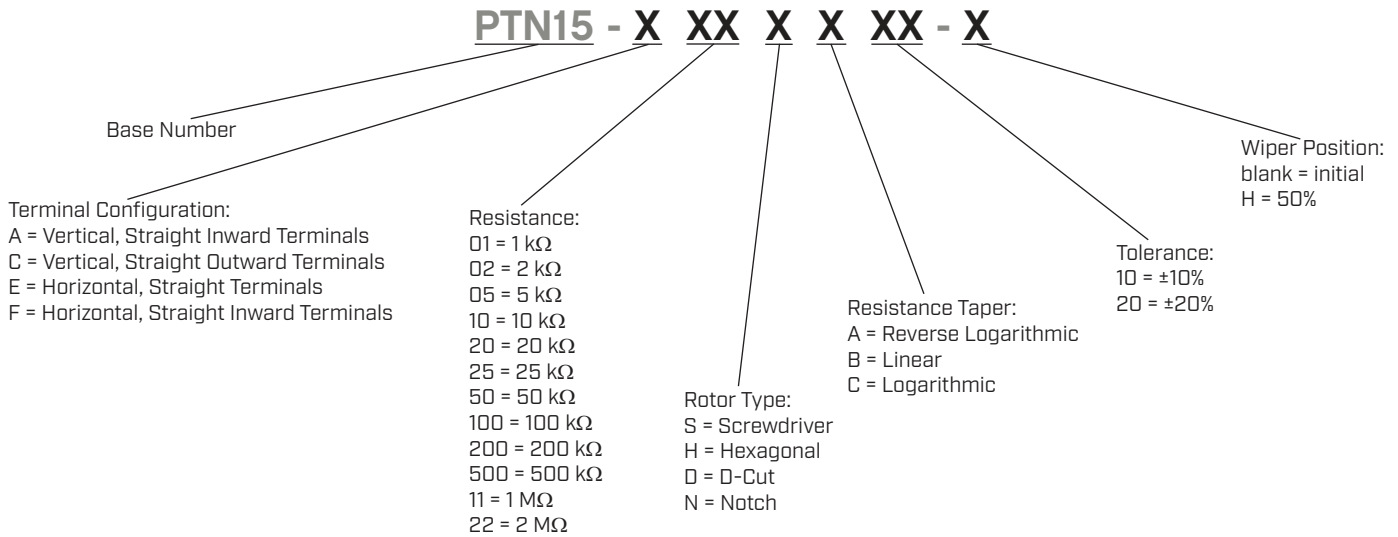 PTN15 - X XX X X XX - X
Base Number
Terminal Configuration:
A = Vertical, Straight Inward Terminals
C = Vertical, Straight Outward Terminals
E = Horizontal, Straight Terminals
F = Horizontal, Straight Inward Terminals
Resistance:
01 = 1 kΩ
02 = 2 kΩ
05 = 5 kΩ
10 = 10 kΩ
20 = 20 kΩ
25 = 25 kΩ
50 = 50 kΩ
100 = 100 kΩ
200 = 200 kΩ
500 = 500 kΩ
11 = 1 MΩ
22 = 2 MΩ
Rotor Type:
S = Screwdriver
H = Hexagonal
D = D-Cut
N = Notch
Resistance Taper:
A = Reverse Logarithmic
B = Linear
C = Logarithmic
Tolerance:
10 = ±10%
20 = ±20%
Wiper Position:
blank = initial
H = 50%